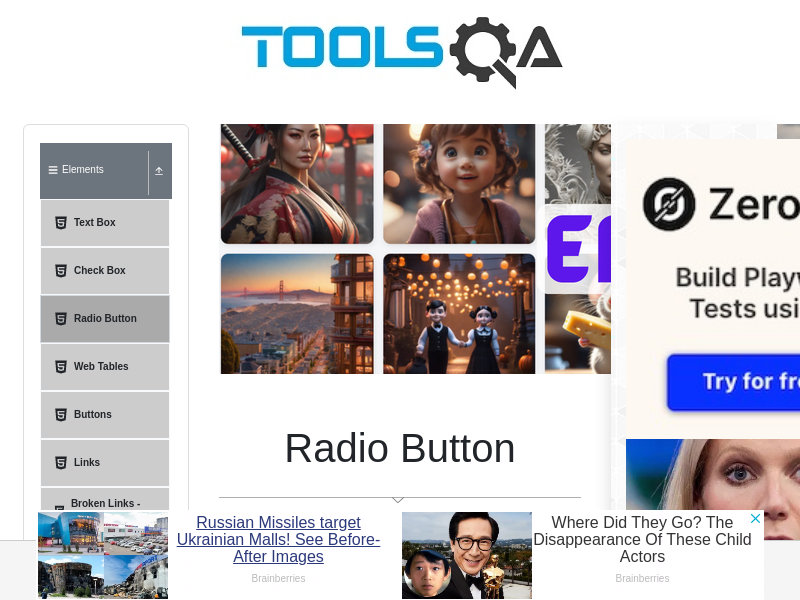 TOOLSQA
Elements
Text Box
Check Box
Radio Button
Web Tables
Buttons
Links
Broken Links -
Radio Button
Zero
Build Playw
Tests usi
Try for fre
Russian Missiles target
Ukrainian Malls! See Before-
After Images
Brainberries
Where Did They Go? The
Disappearance Of These Child
Actors
Brainberries